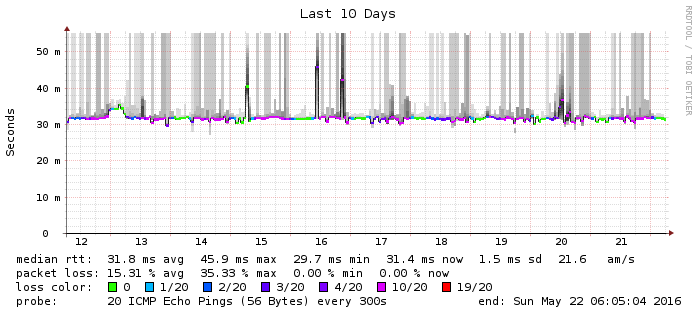 Last 10 Days
RRDTOOL / TOBI OETIKER
Seconds
50 m
40 m
30 m
20 m
10 m
0
12 13 14 15 16 17 18 19 20 21
median rtt: 31.8 ms avg 45.9 ms max 29.7 ms min 31.4 ms now 1.5 ms sd 21.6 am/s
packet loss: 15.31 % avg 35.33 % max 0.00 % min 0.00 % now
loss color: 0 1/20 2/20 3/20 4/20 10/20 19/20
probe: 20 ICMP Echo Pings (56 Bytes) every 300s end: Sun May 22 06:05:04 2016